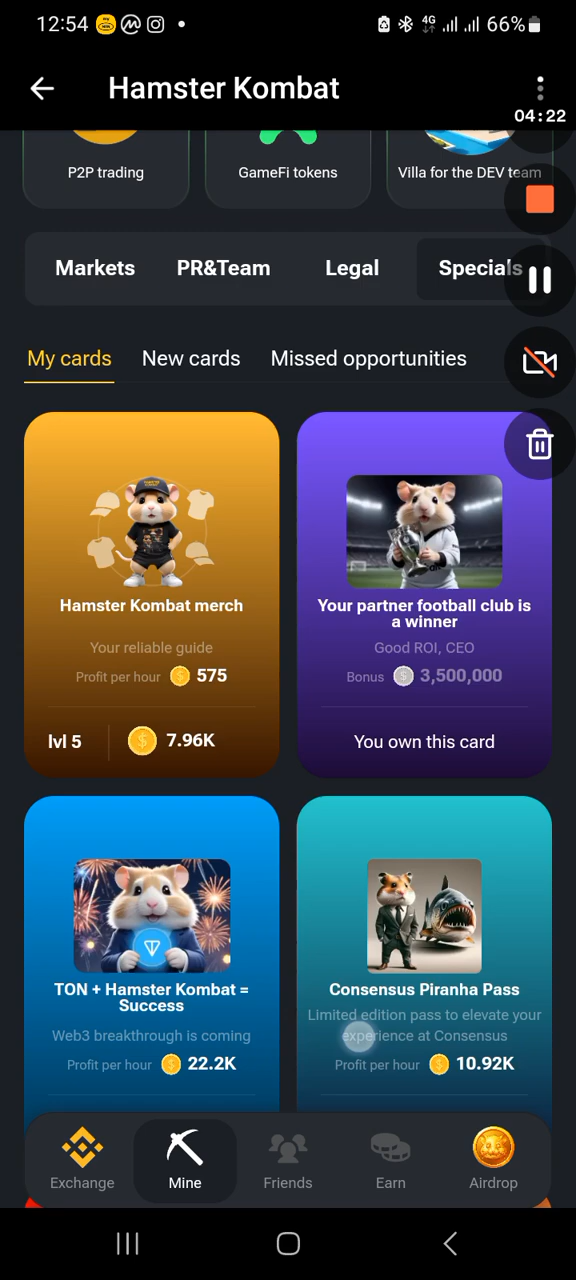 12:54
4G
66%
Hamster Kombat
04:22
P2P trading
GameFi tokens
Villa for the DEV team
Markets
PR&Team
Legal
Specials
My cards
New cards
Missed opportunities
Hamster Kombat merch
Your reliable guide
Profit per hour 575
lvl 5
7.96K
Your partner football club is
a winner
Good ROI, CEO
Bonus 3,500,000
You own this card
TON + Hamster Kombat =
Success
Web3 breakthrough is coming
Profit per hour 22.2K
Consensus Piranha Pass
Limited edition pass to elevate your
experience at Consensus
Profit per hour 10.92K
Exchange
Mine
Friends
Earn
Airdrop